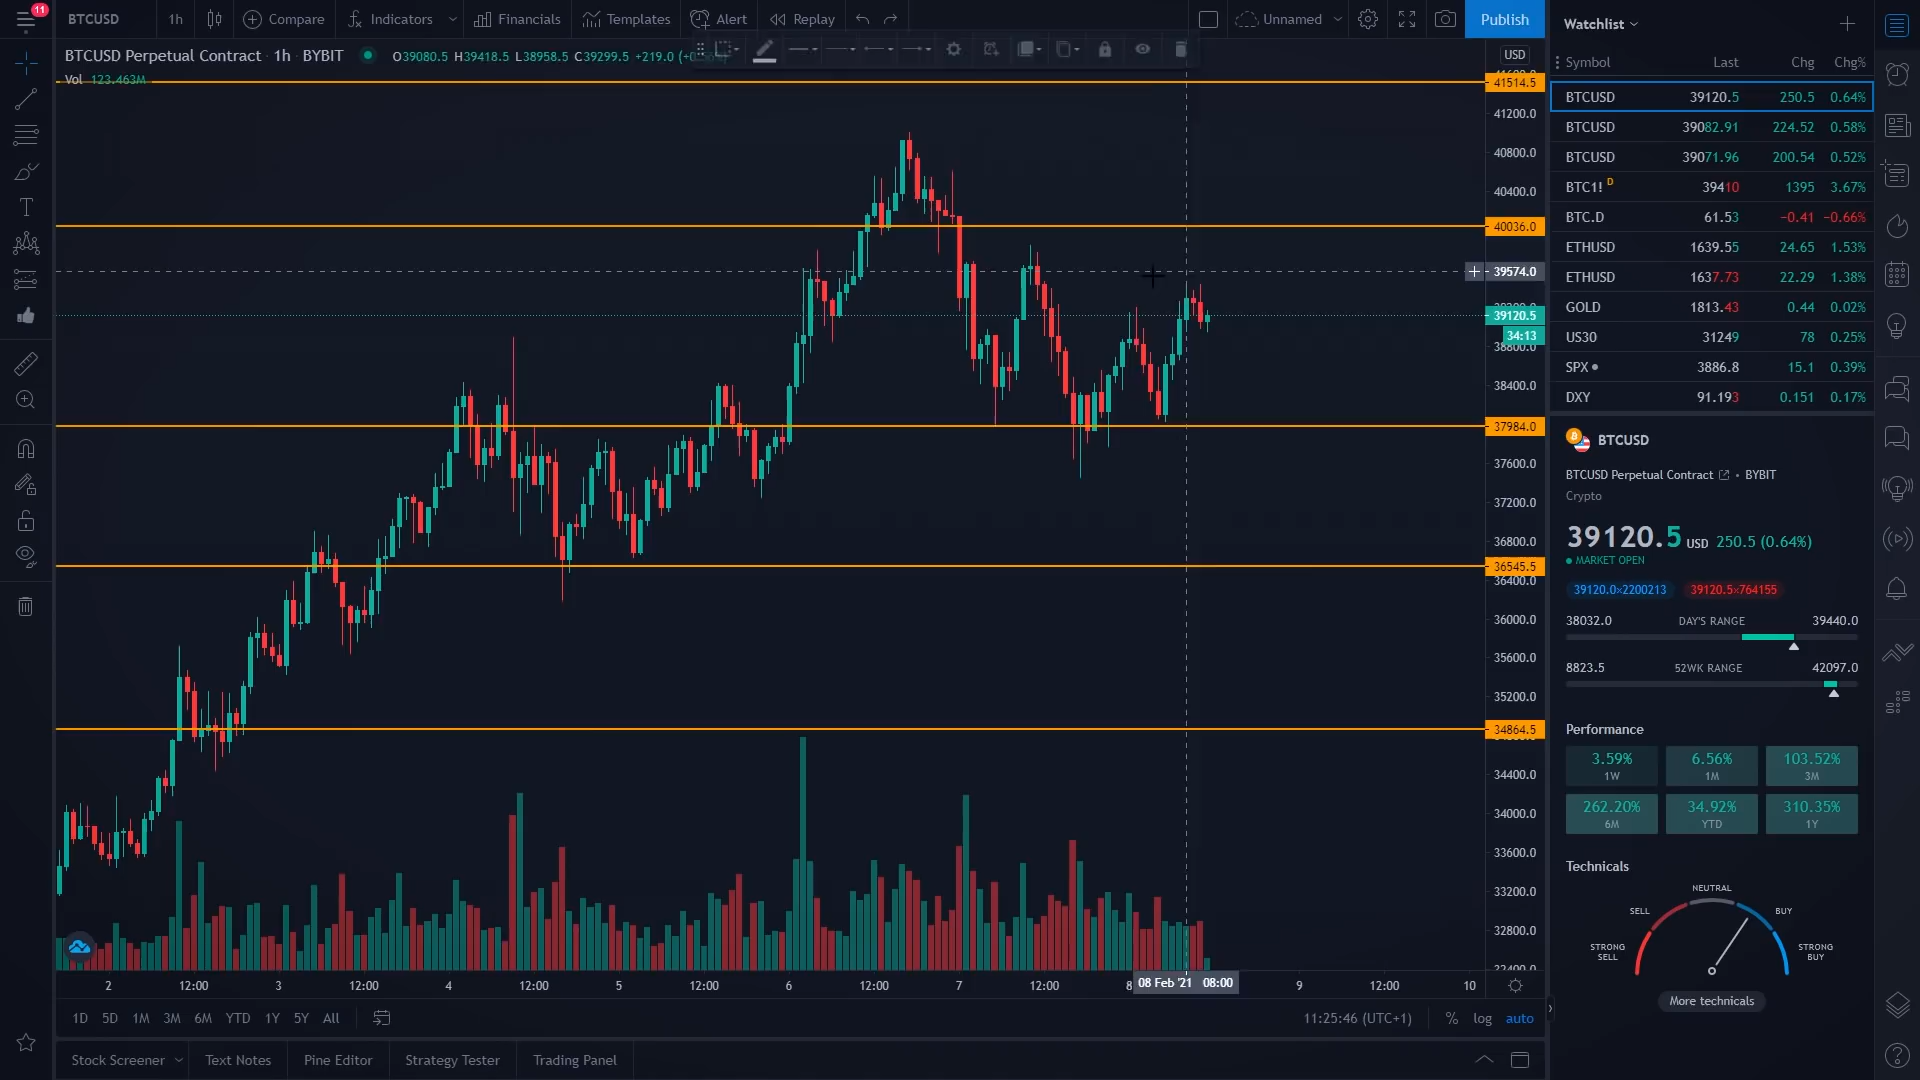 11
BTCUSD
1h
Compare
Indicators
Financials
Templates
Alert
Replay
Unnamed
Publish
BTCUSD Perpetual Contract · 1h · BYBIT
O39080.5 H39418.5 L38958.5 C39299.5 +219.0
Vol 123.463M
USD
41514.5
41200.0
40800.0
40400.0
40036.0
39574.0
39120.5
34:13
38800.0
38400.0
37984.0
37600.0
37200.0
36800.0
36545.5
36400.0
36000.0
35600.0
35200.0
34864.5
34400.0
34000.0
33600.0
33200.0
32800.0
32400.0
2 12:00 3 12:00 4 12:00 5 12:00 6 12:00 7 12:00 8 08 Feb '21 08:00 9 12:00 10
1D 5D 1M 3M 6M YTD 1Y 5Y All
11:25:46 (UTC+1) % log auto
Stock Screener Text Notes Pine Editor Strategy Tester Trading Panel
Watchlist
Symbol Last Chg Chg%
BTCUSD 39120.5 250.5 0.64%
BTCUSD 39082.91 224.52 0.58%
BTCUSD 39071.96 200.54 0.52%
BTC1! D 39410 1395 3.67%
BTC.D 61.53 −0.41 −0.66%
ETHUSD 1639.55 24.65 1.53%
ETHUSD 1637.73 22.29 1.38%
GOLD 1813.43 0.44 0.02%
US30 31249 78 0.25%
SPX 3886.8 15.1 0.39%
DXY 91.193 0.151 0.17%
BTCUSD
BTCUSD Perpetual Contract · BYBIT
Crypto
39120.5 USD 250.5 (0.64%)
MARKET OPEN
39120.0×2200213 39120.5×764155
38032.0 DAY'S RANGE 39440.0
8823.5 52WK RANGE 42097.0
Performance
3.59% 6.56% 103.52%
1W 1M 3M
262.20% 34.92% 310.35%
6M YTD 1Y
Technicals
NEUTRAL
SELL BUY
STRONG SELL STRONG BUY
More technicals